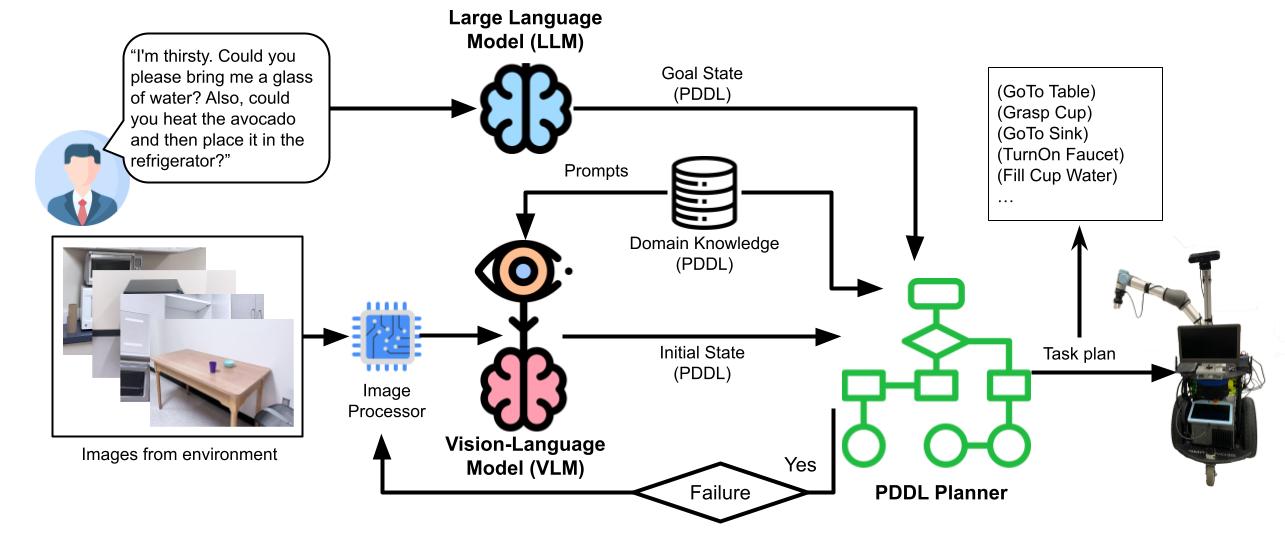 Large Language
Model (LLM)
“I'm thirsty. Could you
please bring me a glass
of water? Also, could
you heat the avocado
and then place it in the
refrigerator?”
Goal State
(PDDL)
(GoTo Table)
(Grasp Cup)
(GoTo Sink)
(TurnOn Faucet)
(Fill Cup Water)
…
Prompts
Domain Knowledge
(PDDL)
Initial State
(PDDL)
Task plan
Image
Processor
Images from environment
Vision-Language
Model (VLM)
Yes
Failure
PDDL Planner